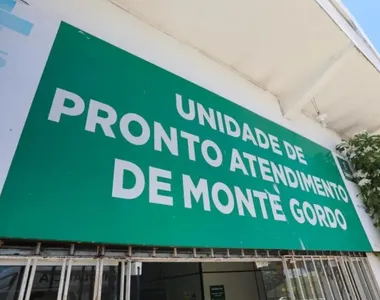 UNIDADE DE
PRONTO ATENDIMENTO
DE MONTE GORDO